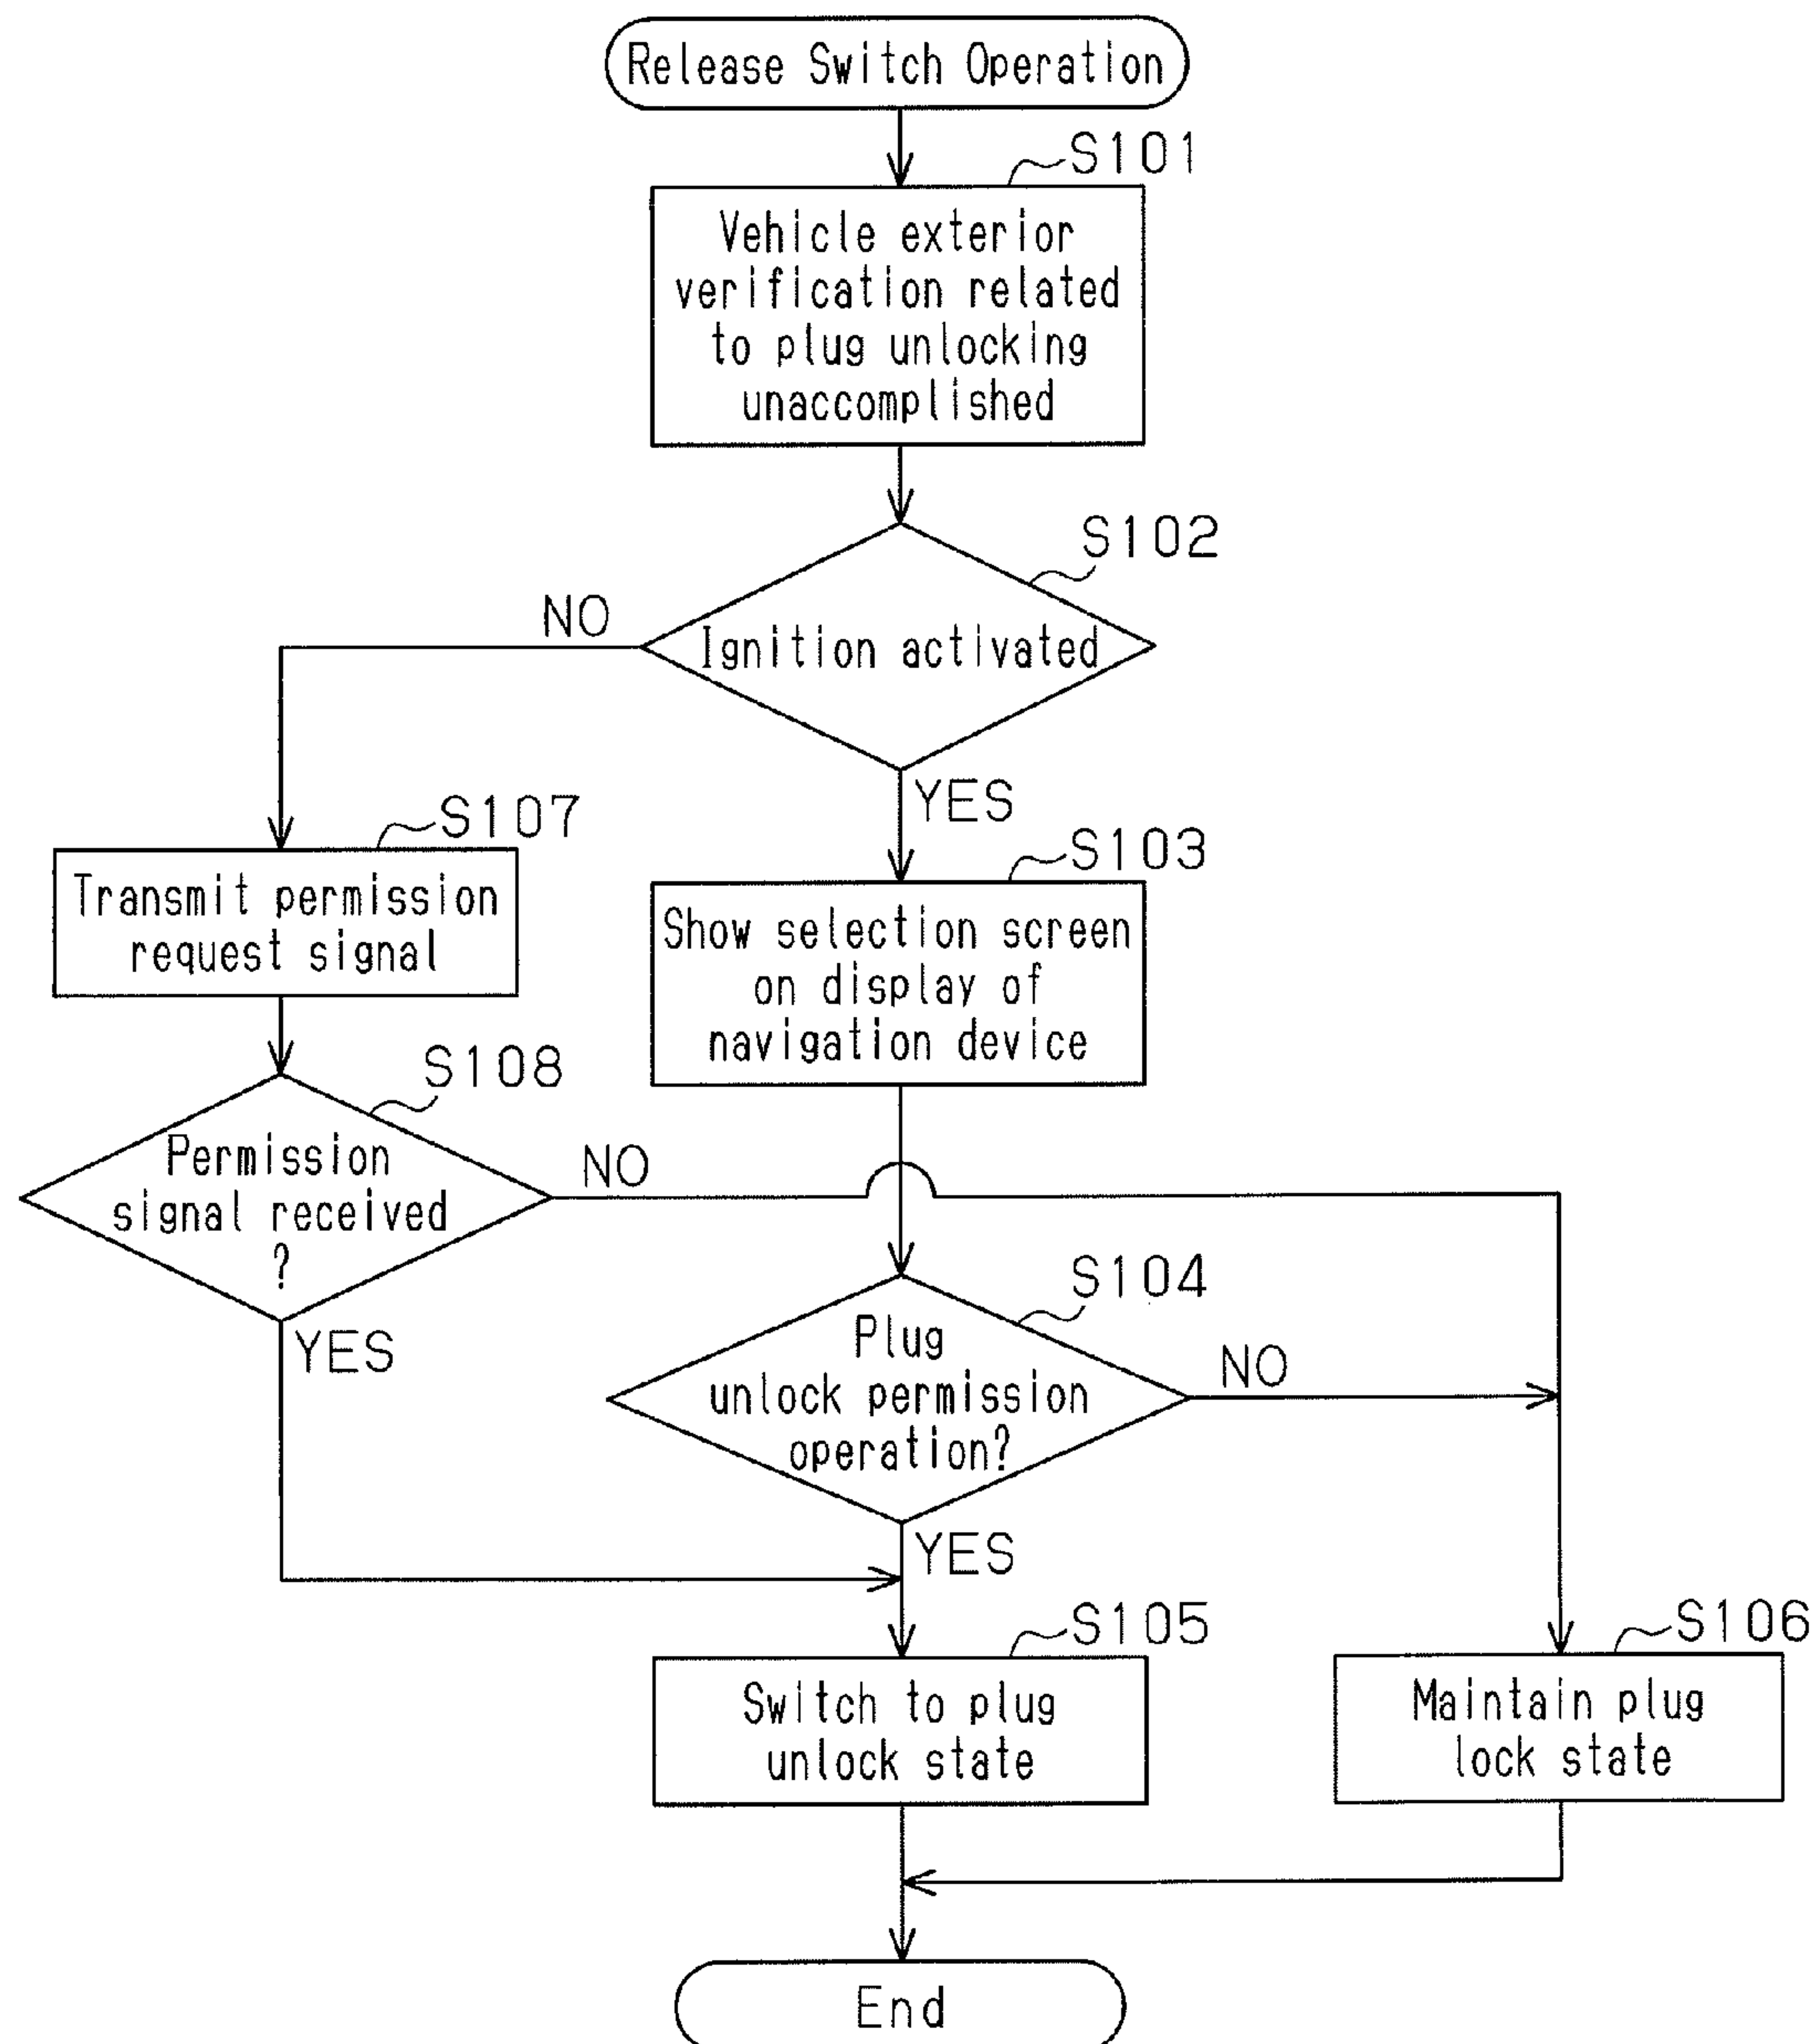 Release Switch Operation
S101
Vehicle exterior
verification related
to plug unlocking
unaccomplished
S102
Ignition activated
NO
YES
S107
Transmit permission
request signal
S103
Show selection screen
on display of
navigation device
S108
Permission
signal received
?
NO
YES
S104
Plug
unlock permission
operation?
NO
YES
S105
Switch to plug
unlock state
S106
Maintain plug
lock state
End